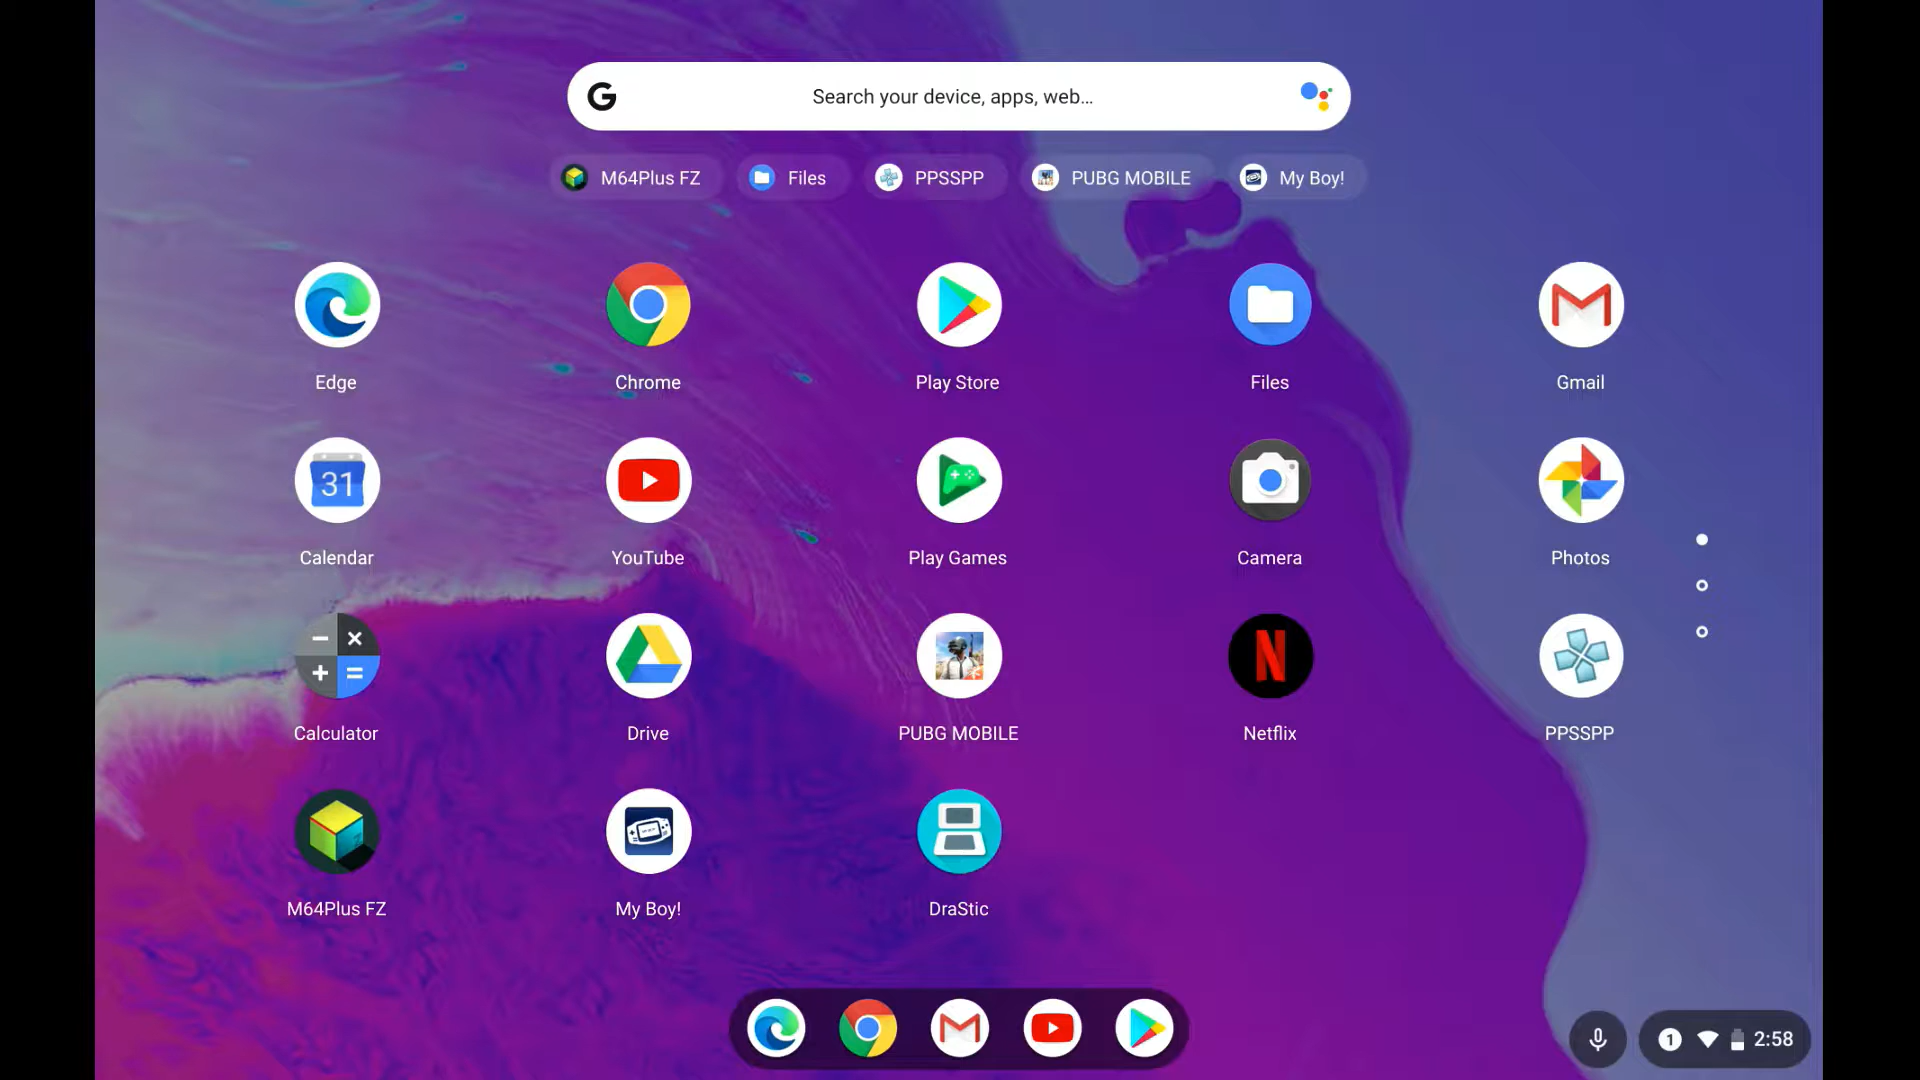 G Search your device, apps, web...
M64Plus FZ Files PPSSPP PUBG MOBILE My Boy!
Edge Chrome Play Store Files Gmail
31
Calendar YouTube Play Games Camera Photos
Calculator Drive PUBG MOBILE Netflix PPSSPP
M64Plus FZ My Boy! DraStic
1 2:58